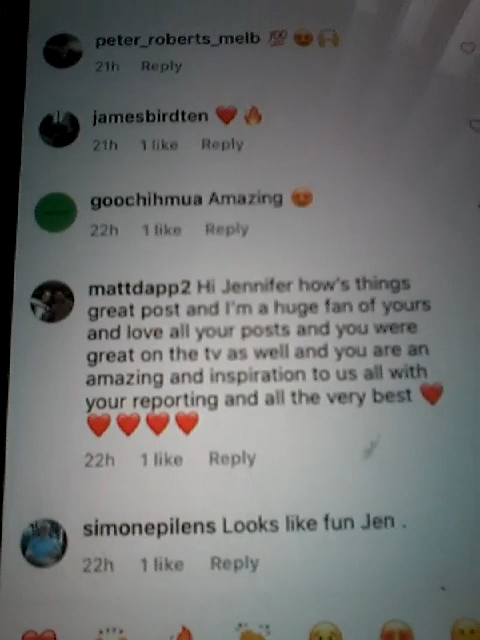 peter_roberts_melb 💯 😍 🙌
21h Reply
jamesbirdten ❤️ 🔥
21h 1 like Reply
goochihmua Amazing 😍
22h 1 like Reply
mattdapp2 Hi Jennifer how's things
great post and I'm a huge fan of yours
and love all your posts and you were
great on the tv as well and you are an
amazing and inspiration to us all with
your reporting and all the very best ❤️
❤️ ❤️ ❤️ ❤️
22h 1 like Reply
simonepilens Looks like fun Jen .
22h 1 like Reply